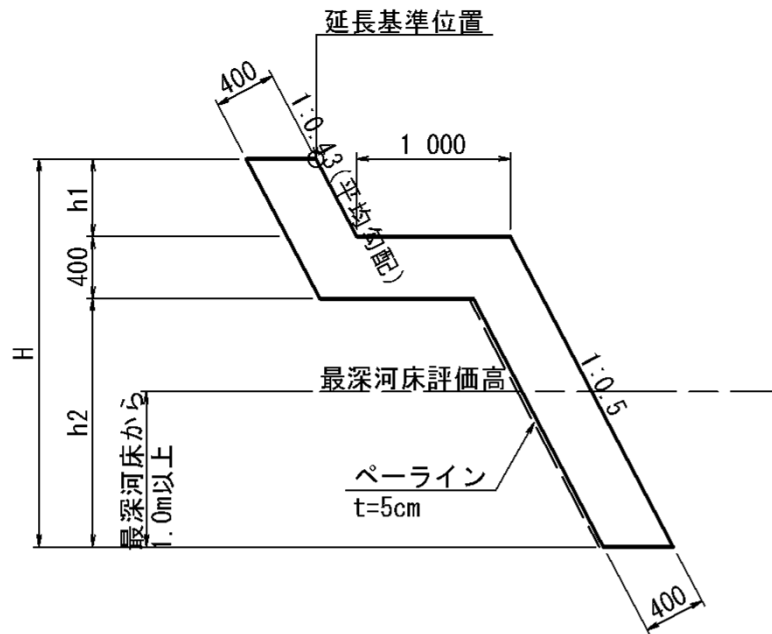 延長基準位置
400
1:0.43(平均勾配)
1 000
h1
400
H
h2
1:0.5
最深河床評価高
最深河床から
1.0m以上
ペーライン
t=5cm
400